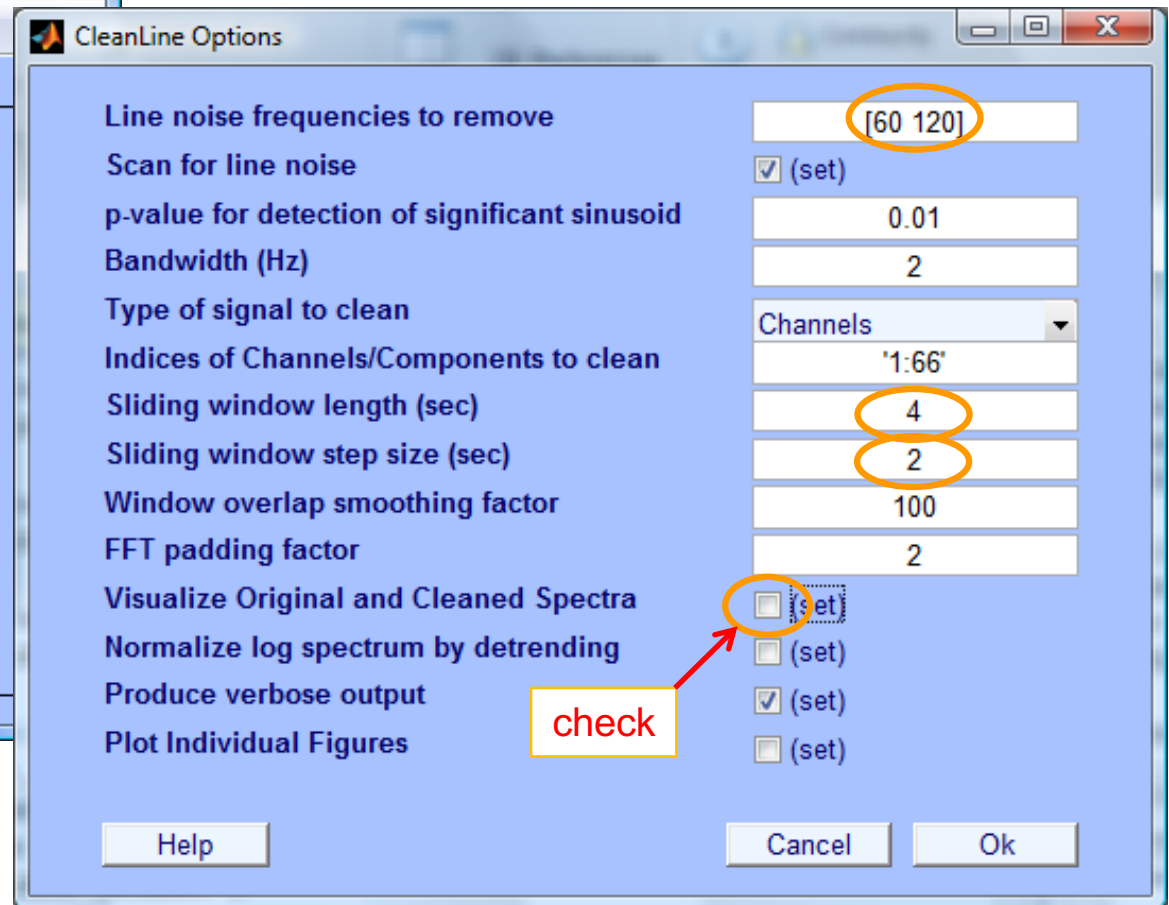 CleanLine Options
Line noise frequencies to remove [60 120]
Scan for line noise (set)
p-value for detection of significant sinusoid 0.01
Bandwidth (Hz) 2
Type of signal to clean Channels
Indices of Channels/Components to clean '1:66'
Sliding window length (sec) 4
Sliding window step size (sec) 2
Window overlap smoothing factor 100
FFT padding factor 2
Visualize Original and Cleaned Spectra (set)
Normalize log spectrum by detrending (set)
Produce verbose output (set)
check
Plot Individual Figures (set)
Help Cancel Ok